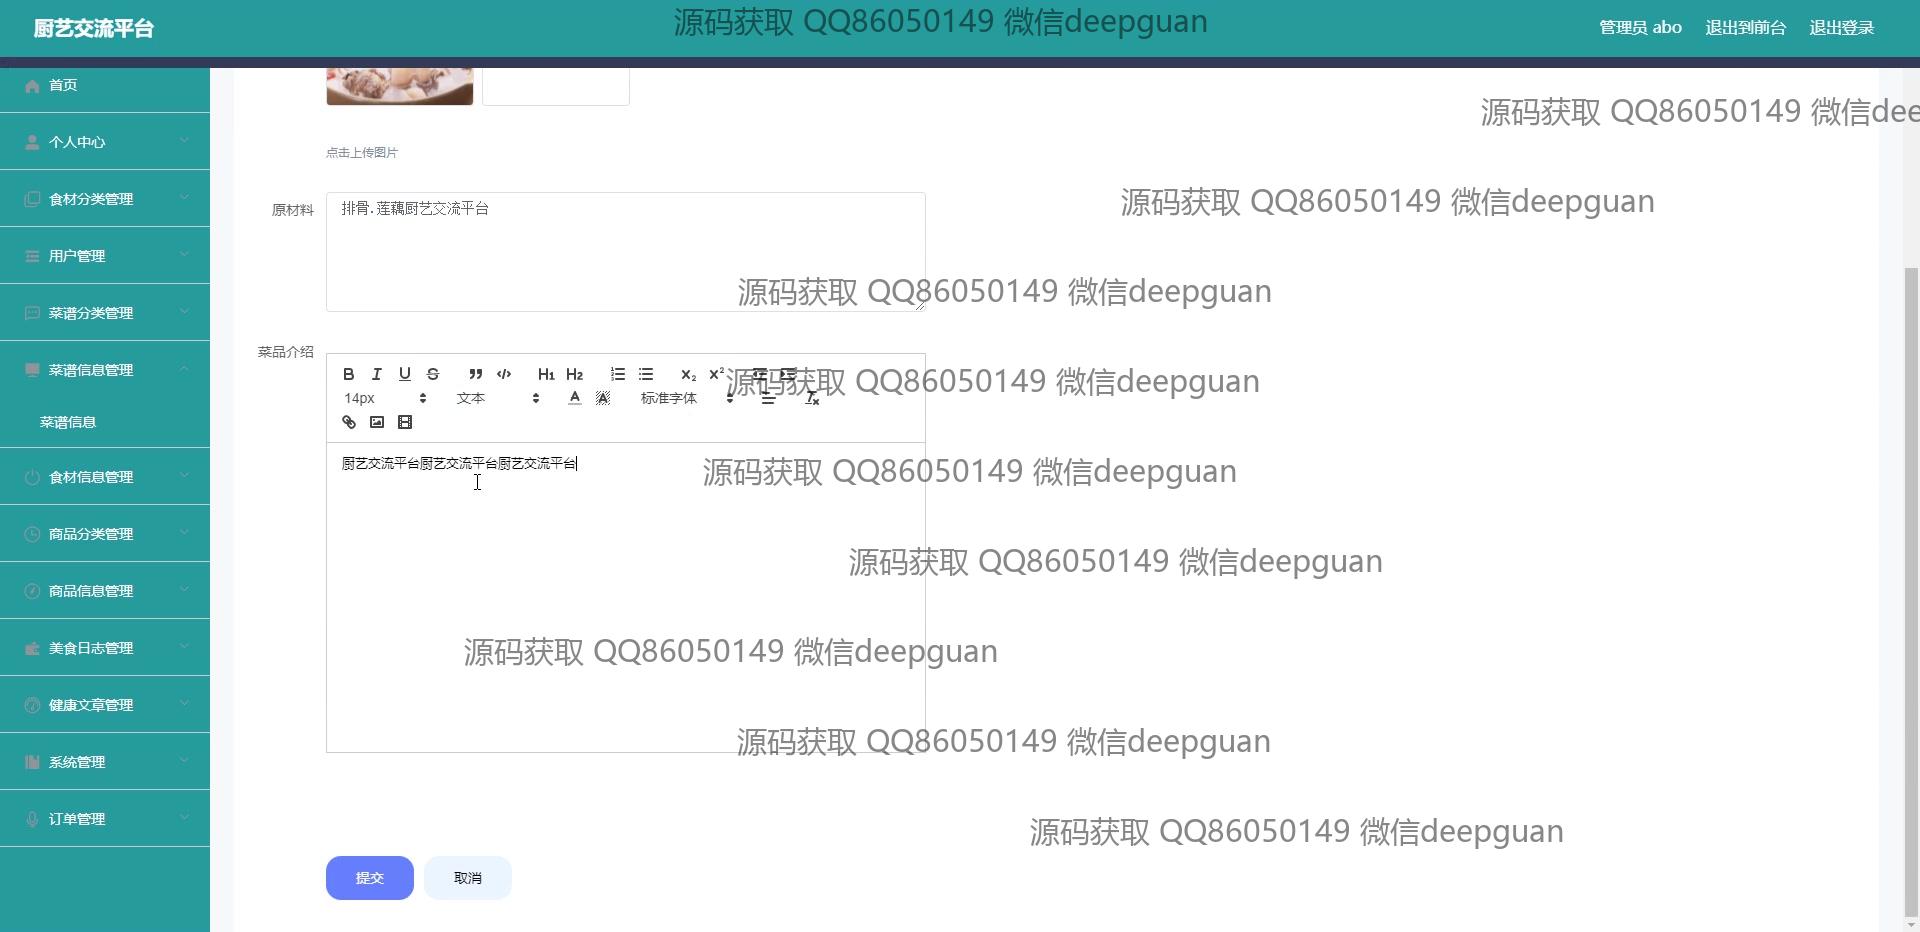 厨艺交流平台
源码获取 QQ86050149 微信deepguan
管理员 abo 退出到前台 退出登录
首页
源码获取 QQ86050149 微信dee
个人中心
点击上传图片
食材分类管理
原材料
排骨.莲藕厨艺交流平台
源码获取 QQ86050149 微信deepguan
用户管理
源码获取 QQ86050149 微信deepguan
菜谱分类管理
菜品介绍
菜谱信息管理
B I U S H1 H2 X2 X2
源码获取 QQ86050149 微信deepguan
14px 文本 A A 标准字体
菜谱信息
厨艺交流平台厨艺交流平台厨艺交流平台
源码获取 QQ86050149 微信deepguan
食材信息管理
商品分类管理
源码获取 QQ86050149 微信deepguan
商品信息管理
美食日志管理
源码获取 QQ86050149 微信deepguan
健康文章管理
源码获取 QQ86050149 微信deepguan
系统管理
订单管理
源码获取 QQ86050149 微信deepguan
提交 取消